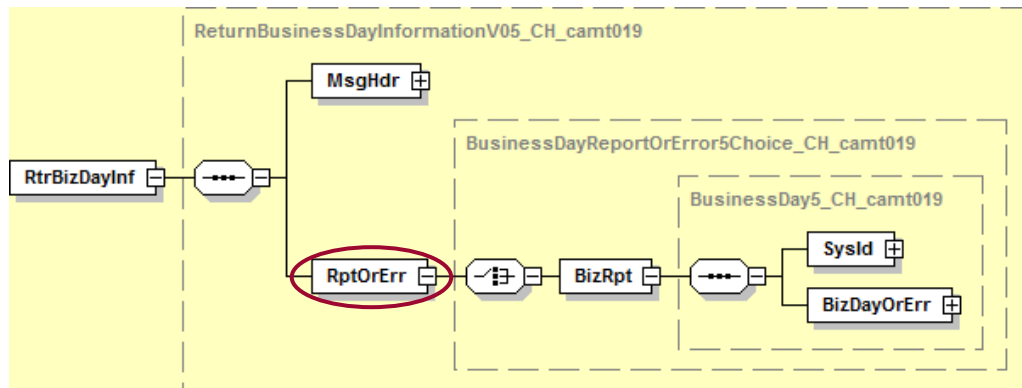 ReturnBusinessDayInformationV05_CH_camt019
MsgHdr
BusinessDayReportOrError5Choice_CH_camt019
RtrBizDayInf
BusinessDay5_CH_camt019
SysId
RptOrErr
BizRpt
BizDayOrErr